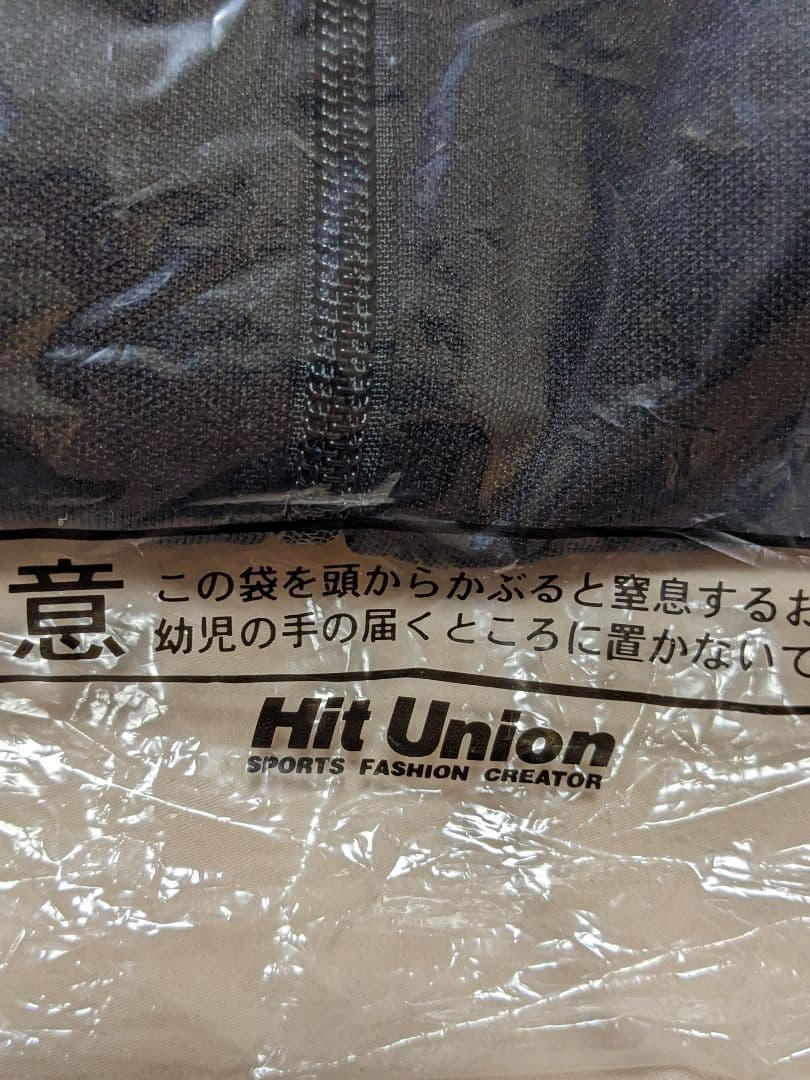 意
この袋を頭からかぶると窒息するお
幼児の手の届くところに置かないで
Hit Union
SPORTS FASHION CREATOR